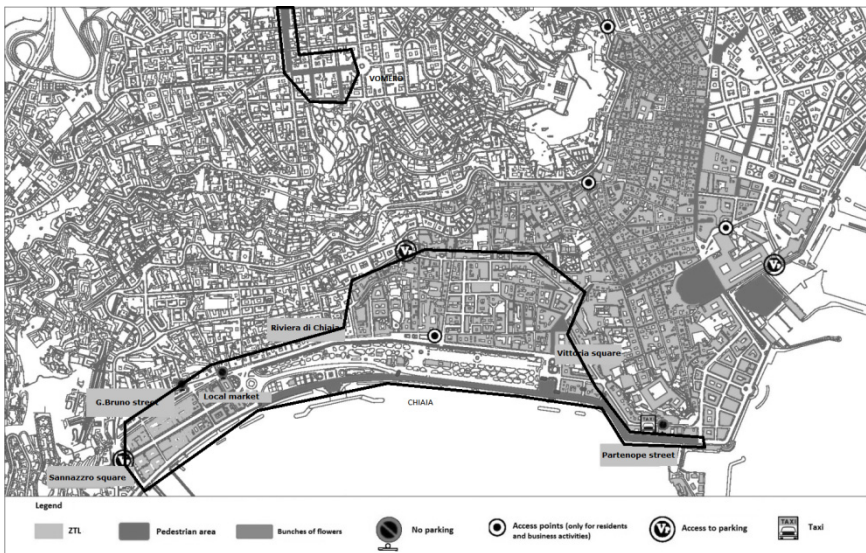 VOMERO
Riviera di Chiaia
Vittoria square
G.Bruno street
Local market
CHIAIA
TAXI
Partenope street
Sannazzro square
Legend
ZTL
Pedestrian area
Bunches of flowers
No parking
Access points (only for residents
and business activities)
Access to parking
TAXI
Taxi